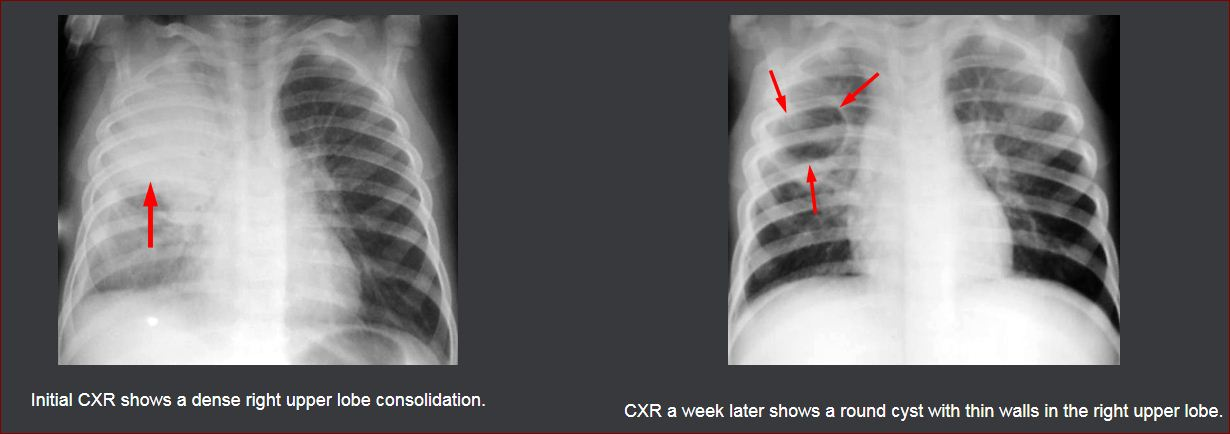 Initial CXR shows a dense right upper lobe consolidation.
CXR a week later shows a round cyst with thin walls in the right upper lobe.